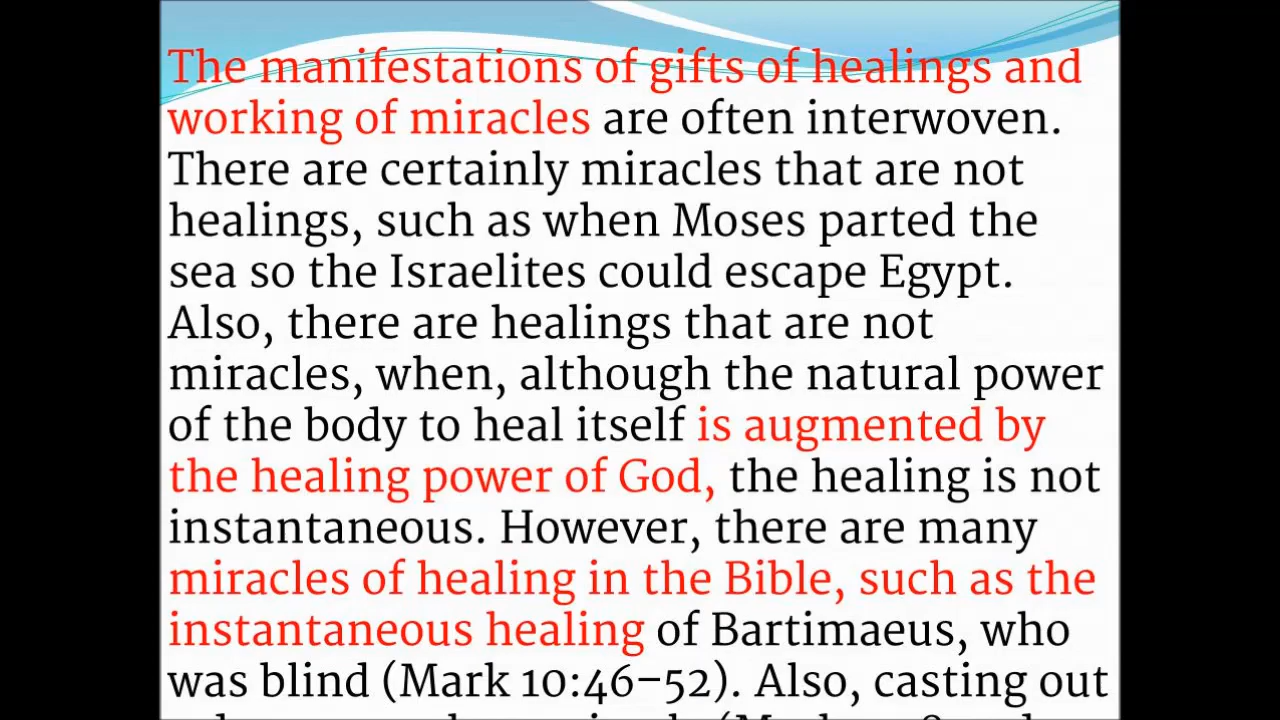 The manifestations of gifts of healings and
working of miracles are often interwoven.
There are certainly miracles that are not
healings, such as when Moses parted the
sea so the Israelites could escape Egypt.
Also, there are healings that are not
miracles, when, although the natural power
of the body to heal itself is augmented by
the healing power of God, the healing is not
instantaneous. However, there are many
miracles of healing in the Bible, such as the
instantaneous healing of Bartimaeus, who
was blind (Mark 10:46–52). Also, casting out